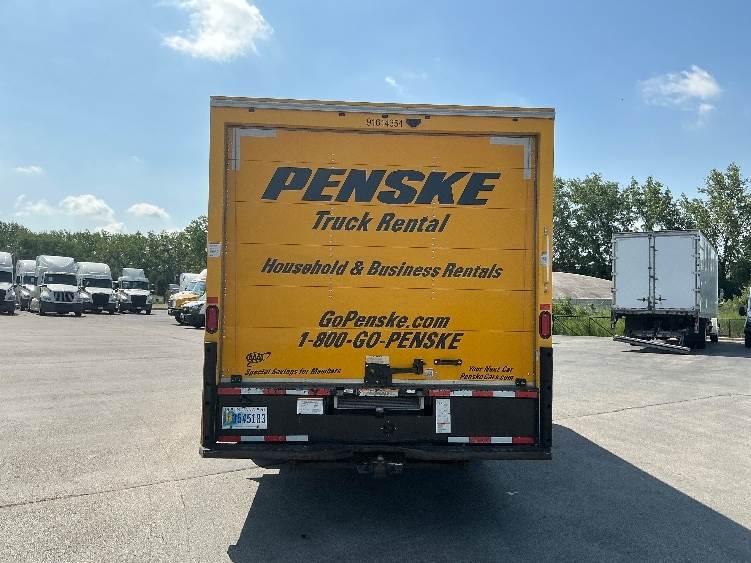 PENSKE
Truck Rental
Household & Business Rentals
GoPenske.com
1-800-GO-PENSKE
AAA
Special Savings for Members
Your Next Car
PenskeCars.com